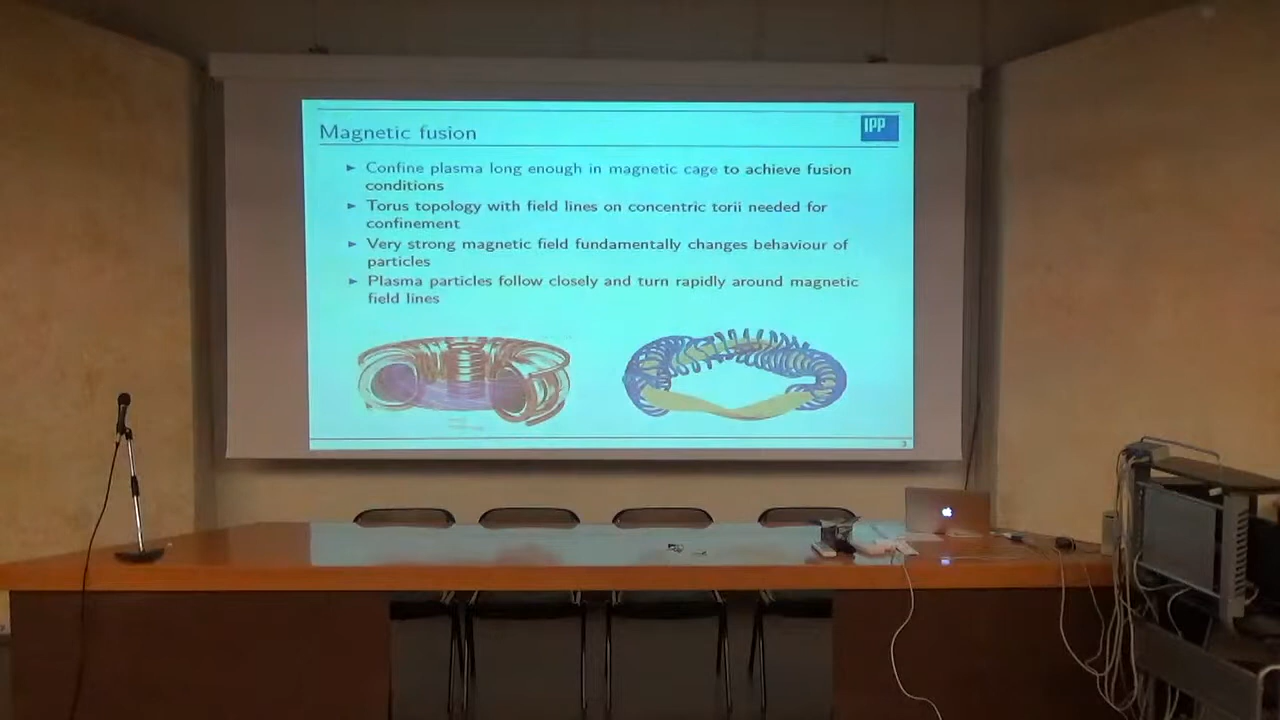 Magnetic fusion
IPP
► Confine plasma long enough in magnetic cage to achieve fusion
conditions
► Torus topology with field lines on concentric torii needed for
confinement
► Very strong magnetic field fundamentally changes behaviour of
particles
► Plasma particles follow closely and turn rapidly around magnetic
field lines
3